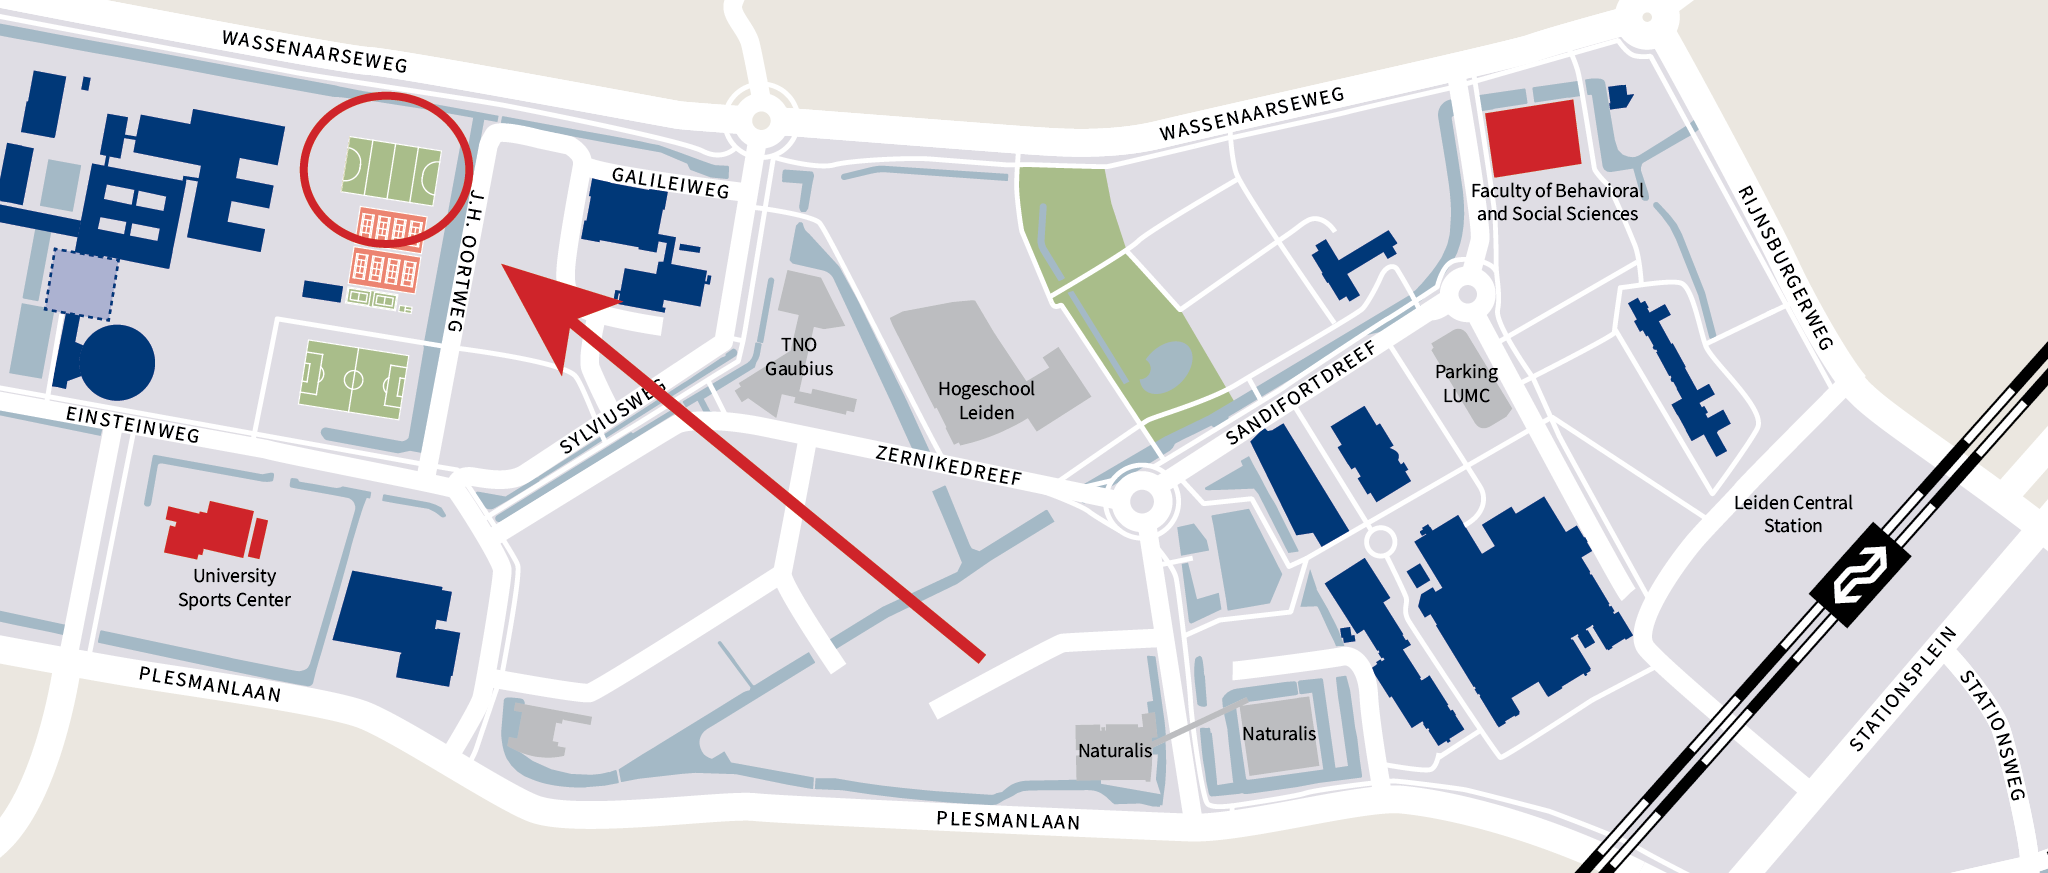 WASSENAARSEWEG
WASSENAARSEWEG
GALILEIWEG
J.H. OORTWEG
Faculty of Behavioral
and Social Sciences
RIJNSBURGERWEG
TNO
Gaubius
Hogeschool
Leiden
Parking
LUMC
SANDIFORTDREEF
SYLVIUSWEG
EINSTEINWEG
ZERNIKEDREEF
Leiden Central
Station
University
Sports Center
PLESMANLAAN
STATIONSPLEIN
STATIONSWEG
Naturalis
Naturalis
PLESMANLAAN